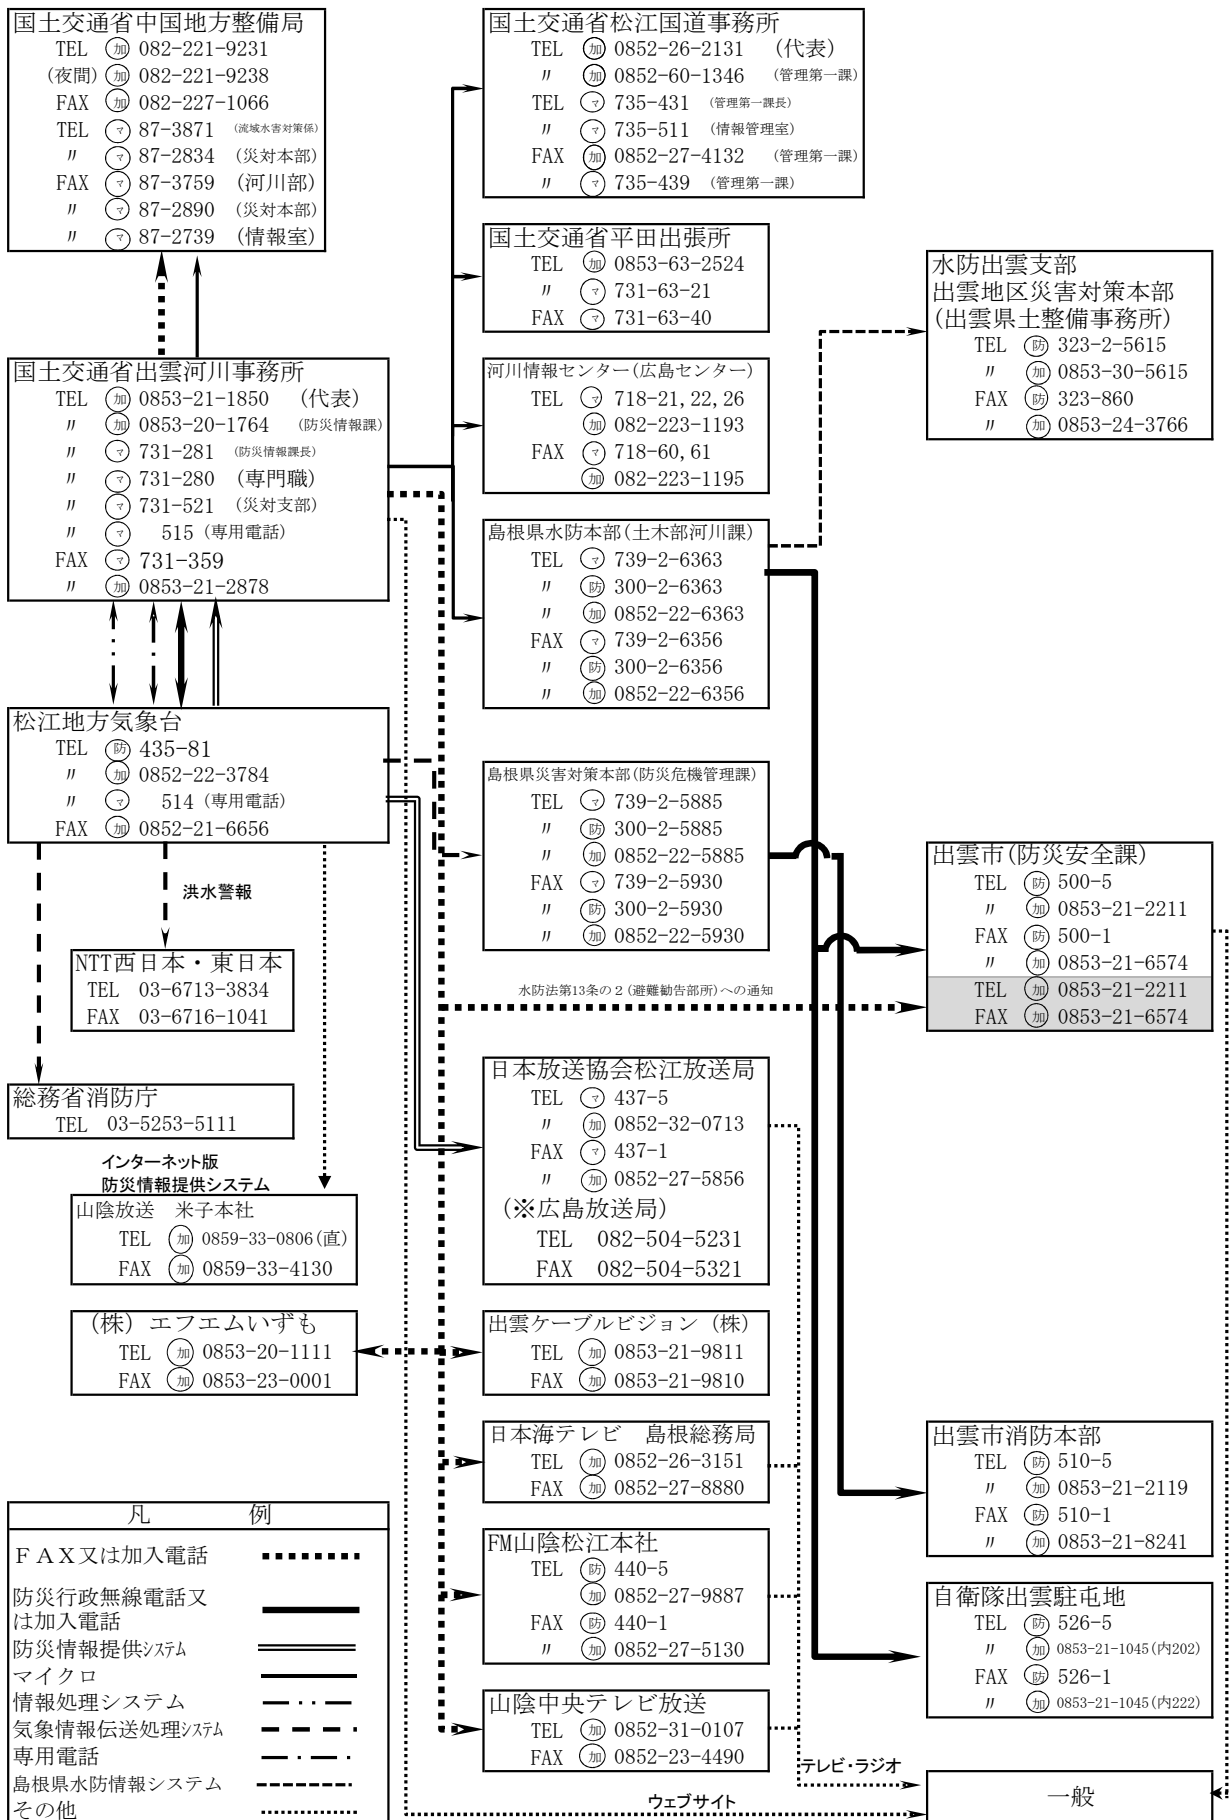 国土交通省中国地方整備局
TEL 加 082-221-9231
(夜間) 加 082-221-9238
FAX 加 082-227-1066
TEL マ 87-3871 (流域水害対策係)
〃 マ 87-2834 (災対本部)
FAX マ 87-3759 (河川部)
〃 マ 87-2890 (災対本部)
〃 マ 87-2739 (情報室)
国土交通省出雲河川事務所
TEL 加 0853-21-1850 (代表)
〃 加 0853-20-1764 (防災情報課)
〃 マ 731-281 (防災情報課長)
〃 マ 731-280 (専門職)
〃 マ 731-521 (災対支部)
〃 マ 515 (専用電話)
FAX マ 731-359
〃 加 0853-21-2878
松江地方気象台
TEL 防 435-81
〃 加 0852-22-3784
〃 マ 514 (専用電話)
FAX 加 0852-21-6656
洪水警報
NTT西日本・東日本
TEL 03-6713-3834
FAX 03-6716-1041
総務省消防庁
TEL 03-5253-5111
インターネット版
防災情報提供システム
山陰放送 米子本社
TEL 加 0859-33-0806(直)
FAX 加 0859-33-4130
(株) エフエムいずも
TEL 加 0853-20-1111
FAX 加 0853-23-0001
凡 例
ＦＡＸ又は加入電話
防災行政無線電話又
は加入電話
防災情報提供システム
マイクロ
情報処理システム
気象情報伝送処理システム
専用電話
島根県水防情報システム
その他
国土交通省松江国道事務所
TEL 加 0852-26-2131 (代表)
〃 加 0852-60-1346 (管理第一課)
TEL マ 735-431 (管理第一課長)
〃 マ 735-511 (情報管理室)
FAX 加 0852-27-4132 (管理第一課)
〃 マ 735-439 (管理第一課)
国土交通省平田出張所
TEL 加 0853-63-2524
〃 マ 731-63-21
FAX マ 731-63-40
河川情報センター(広島センター)
TEL マ 718-21,22,26
加 082-223-1193
FAX マ 718-60,61
加 082-223-1195
島根県水防本部(土木部河川課)
TEL マ 739-2-6363
〃 防 300-2-6363
〃 加 0852-22-6363
FAX マ 739-2-6356
〃 防 300-2-6356
〃 加 0852-22-6356
島根県災害対策本部(防災危機管理課)
TEL マ 739-2-5885
〃 防 300-2-5885
〃 加 0852-22-5885
FAX マ 739-2-5930
〃 防 300-2-5930
〃 加 0852-22-5930
水防法第13条の２(避難勧告部所)への通知
日本放送協会松江放送局
TEL マ 437-5
〃 加 0852-32-0713
FAX マ 437-1
〃 加 0852-27-5856
(※広島放送局)
TEL 082-504-5231
FAX 082-504-5321
出雲ケーブルビジョン (株)
TEL 加 0853-21-9811
FAX 加 0853-21-9810
日本海テレビ 島根総務局
TEL 加 0852-26-3151
FAX 加 0852-27-8880
FM山陰松江本社
TEL 防 440-5
加 0852-27-9887
FAX 防 440-1
〃 加 0852-27-5130
山陰中央テレビ放送
TEL 加 0852-31-0107
FAX 加 0852-23-4490
テレビ・ラジオ
ウェブサイト
水防出雲支部
出雲地区災害対策本部
(出雲県土整備事務所)
TEL 防 323-2-5615
〃 加 0853-30-5615
FAX 防 323-860
〃 加 0853-24-3766
出雲市(防災安全課)
TEL 防 500-5
〃 加 0853-21-2211
FAX 防 500-1
〃 加 0853-21-6574
TEL 加 0853-21-2211
FAX 加 0853-21-6574
出雲市消防本部
TEL 防 510-5
〃 加 0853-21-2119
FAX 防 510-1
〃 加 0853-21-8241
自衛隊出雲駐屯地
TEL 防 526-5
〃 加 0853-21-1045(内202)
FAX 防 526-1
〃 加 0853-21-1045(内222)
一般